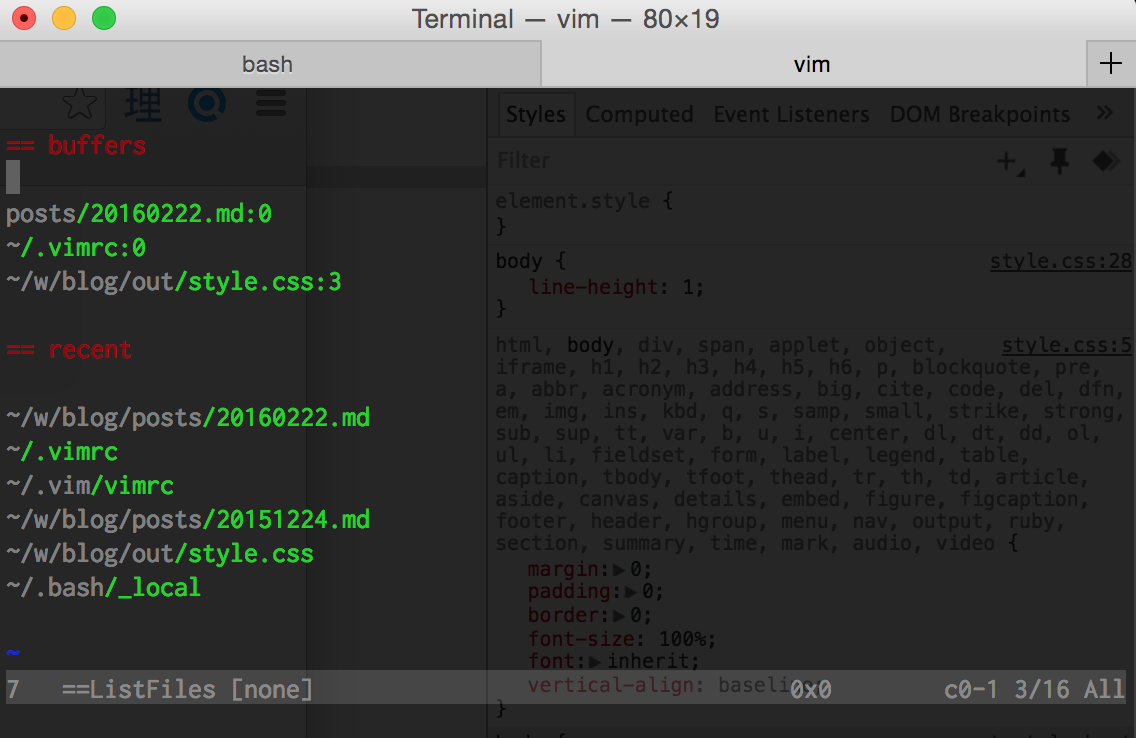 Terminal — vim — 80×19
bash
vim
理
== buffers
posts/20160222.md:0
~/.vimrc:0
~/w/blog/out/style.css:3
== recent
~/w/blog/posts/20160222.md
~/.vimrc
~/.vim/vimrc
~/w/blog/posts/20151224.md
~/w/blog/out/style.css
~/.bash/_local
~
7 ==ListFiles [none] 0x0 c0-1 3/16 All
Styles Computed Event Listeners DOM Breakpoints »
Filter
element.style {
}
body { style.css:28
line-height: 1;
}
html, body, div, span, applet, object, style.css:5
iframe, h1, h2, h3, h4, h5, h6, p, blockquote, pre,
a, abbr, acronym, address, big, cite, code, del, dfn,
em, img, ins, kbd, q, s, samp, small, strike, strong,
sub, sup, tt, var, b, u, i, center, dl, dt, dd, ol,
ul, li, fieldset, form, label, legend, table,
caption, tbody, tfoot, thead, tr, th, td, article,
aside, canvas, details, embed, figure, figcaption,
footer, header, hgroup, menu, nav, output, ruby,
section, summary, time, mark, audio, video {
margin:▶0;
padding:▶0;
border:▶0;
font-size: 100%;
font:▶inherit;
vertical-align:
}